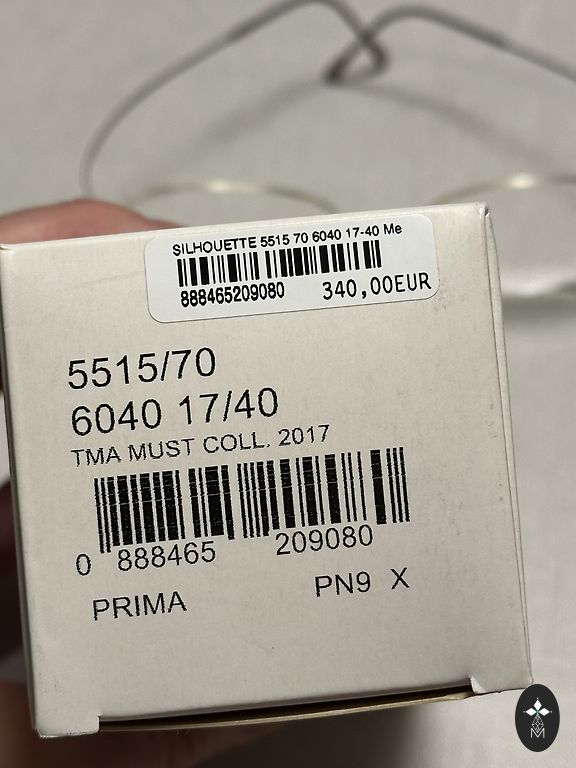 SILHOUETTE 5515 70 6040 17-40 Me
888465209080 340,00EUR
5515/70
6040 17/40
TMA MUST COLL. 2017
0 888465 209080
PRIMA PN9 X
M